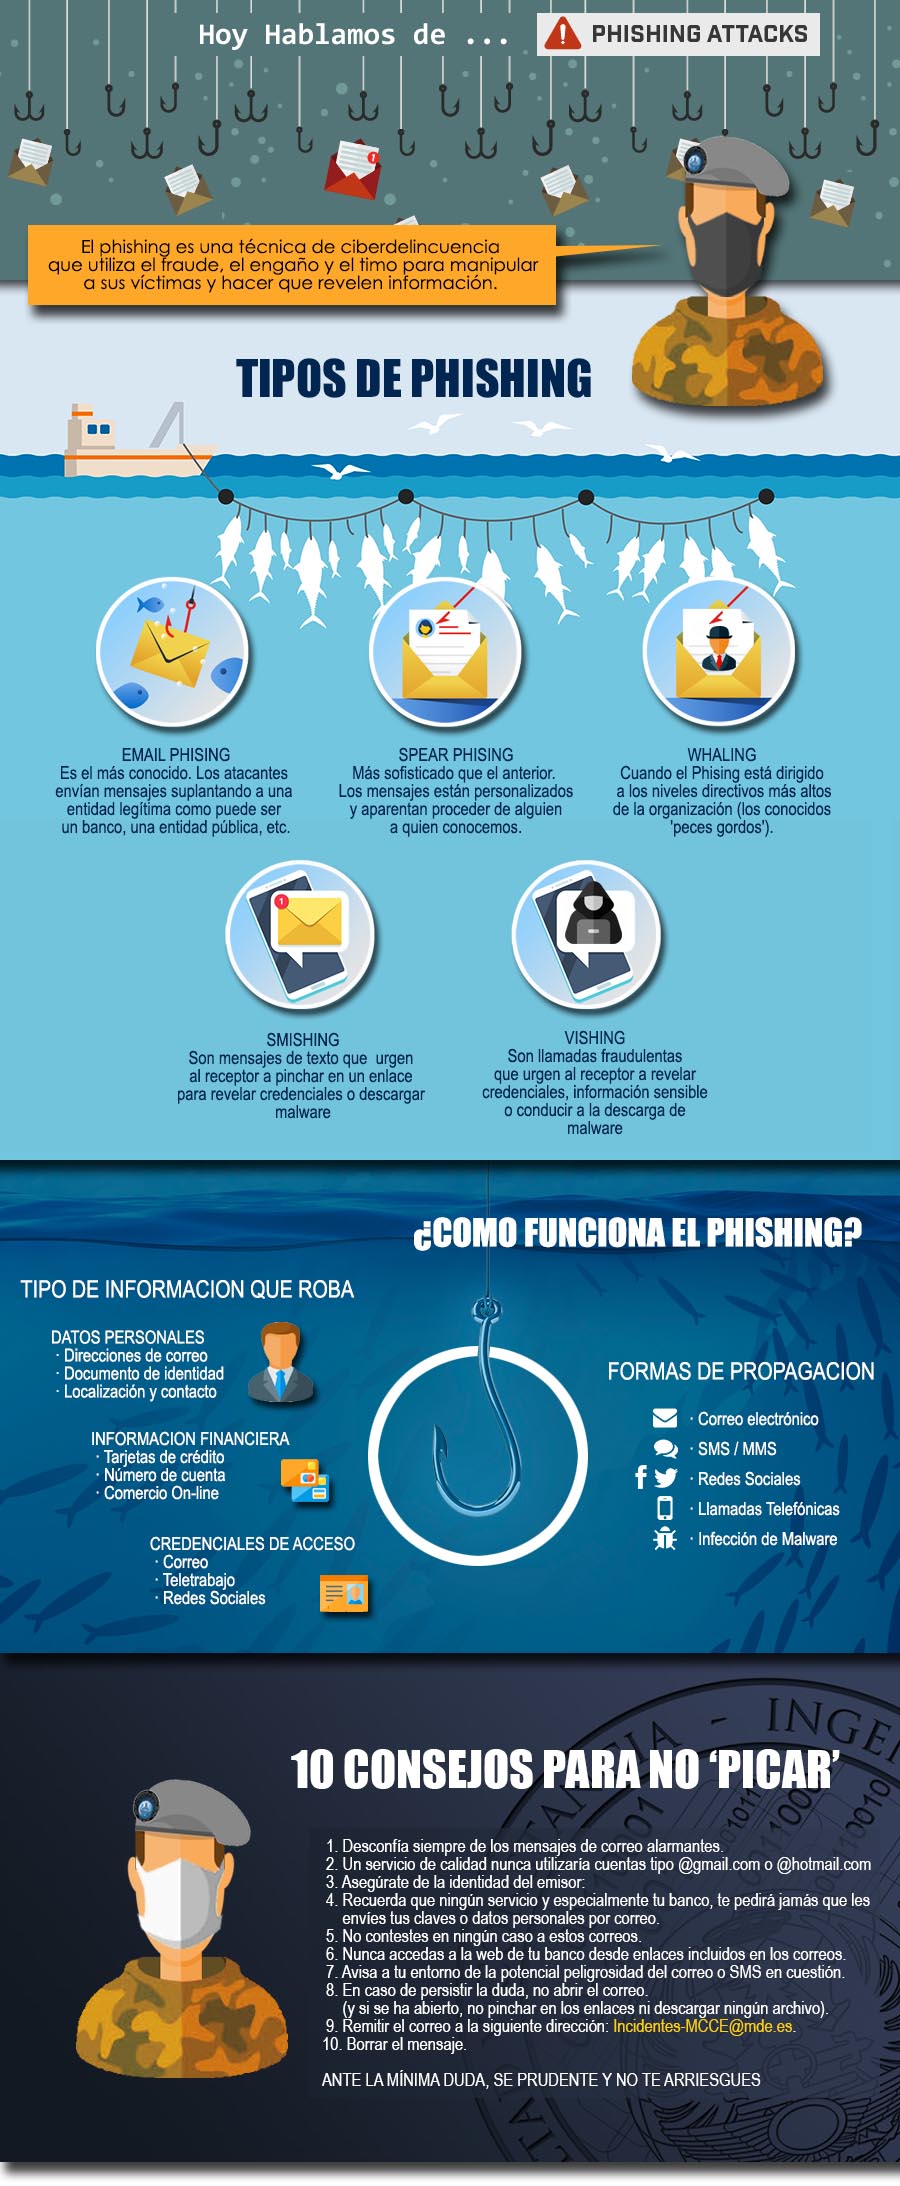 Hoy Hablamos de ...
PHISHING ATTACKS
1
El phishing es una técnica de ciberdelincuencia
que utiliza el fraude, el engaño y el timo para manipular
a sus víctimas y hacer que revelen información.
TIPOS DE PHISHING
EMAIL PHISING
Es el más conocido. Los atacantes
envían mensajes suplantando a una
entidad legítima como puede ser
un banco, una entidad pública, etc.
SPEAR PHISING
Más sofisticado que el anterior.
Los mensajes están personalizados
y aparentan proceder de alguien
a quien conocemos.
WHALING
Cuando el Phising está dirigido
a los niveles directivos más altos
de la organización (los conocidos
'peces gordos').
1
SMISHING
Son mensajes de texto que urgen
al receptor a pinchar en un enlace
para revelar credenciales o descargar
malware
VISHING
Son llamadas fraudulentas
que urgen al receptor a revelar
credenciales, información sensible
o conducir a la descarga de
malware
¿COMO FUNCIONA EL PHISHING?
TIPO DE INFORMACION QUE ROBA
DATOS PERSONALES
· Direcciones de correo
· Documento de identidad
· Localización y contacto
INFORMACION FINANCIERA
· Tarjetas de crédito
· Número de cuenta
· Comercio On-line
CREDENCIALES DE ACCESO
· Correo
· Teletrabajo
· Redes Sociales
FORMAS DE PROPAGACION
· Correo electrónico
· SMS / MMS
· Redes Sociales
· Llamadas Telefónicas
· Infección de Malware
10 CONSEJOS PARA NO ‘PICAR’
1. Desconfía siempre de los mensajes de correo alarmantes.
2. Un servicio de calidad nunca utilizaría cuentas tipo @gmail.com o @hotmail.com
3. Asegúrate de la identidad del emisor:
4. Recuerda que ningún servicio y especialmente tu banco, te pedirá jamás que les
envíes tus claves o datos personales por correo.
5. No contestes en ningún caso a estos correos.
6. Nunca accedas a la web de tu banco desde enlaces incluidos en los correos.
7. Avisa a tu entorno de la potencial peligrosidad del correo o SMS en cuestión.
8. En caso de persistir la duda, no abrir el correo.
(y si se ha abierto, no pinchar en los enlaces ni descargar ningún archivo).
9. Remitir el correo a la siguiente dirección: Incidentes-MCCE@mde.es.
10. Borrar el mensaje.
ANTE LA MÍNIMA DUDA, SE PRUDENTE Y NO TE ARRIESGUES